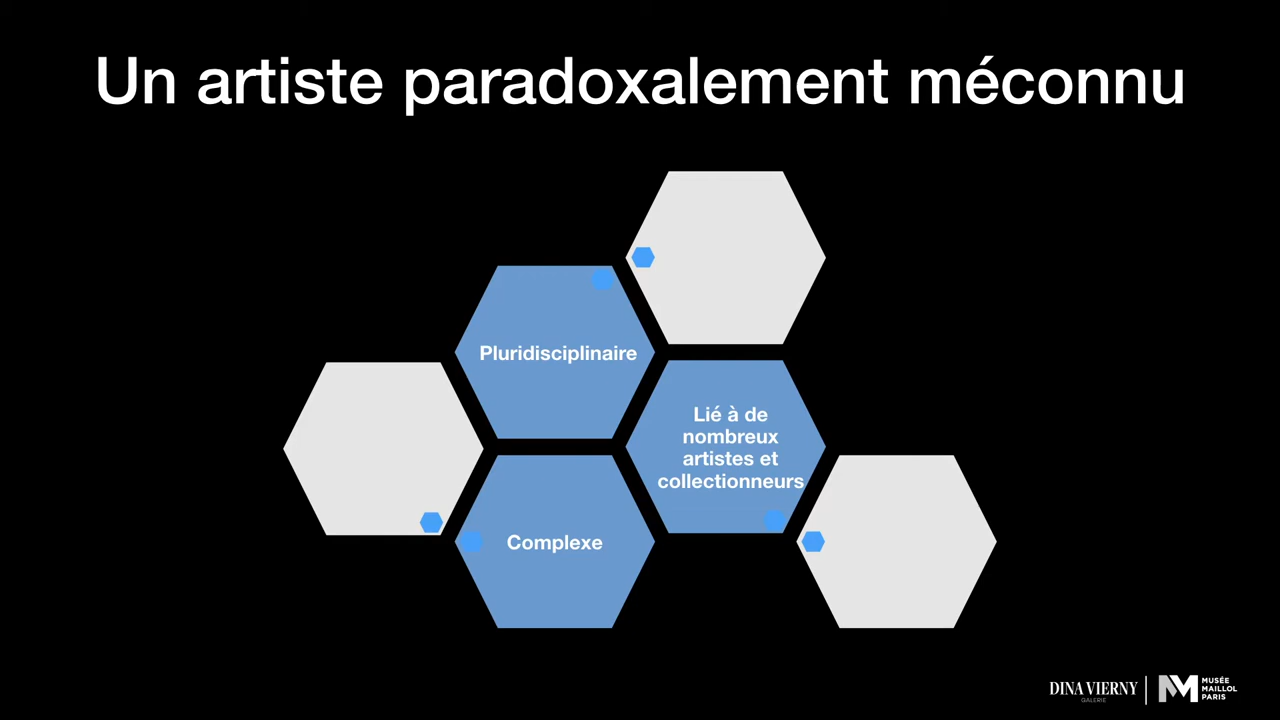 Un artiste paradoxalement méconnu
Pluridisciplinaire
Lié à de
nombreux
artistes et
collectionneurs
Complexe
DINA VIERNY
GALERIE
MUSÉE
MAILLOL
PARIS